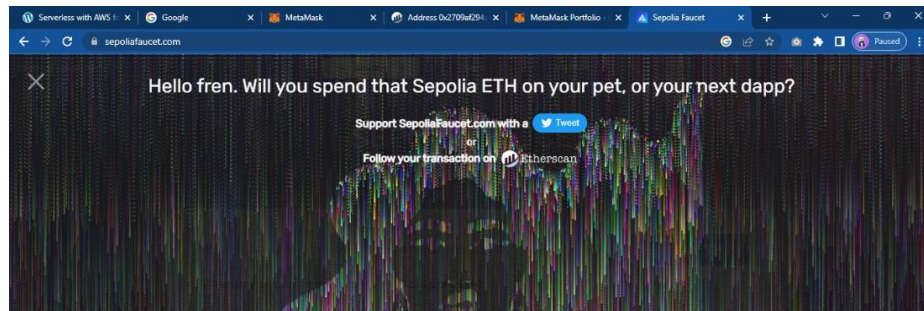 Serverless with AWS f
Google
MetaMask
Address 0x2709af294
MetaMask Portfolio -
Sepolia Faucet
sepoliafaucet.com
Paused
Hello fren. Will you spend that Sepolia ETH on your pet, or your next dapp?
Support SepoliaFaucet.com with a Tweet
or
Follow your transaction on Etherscan